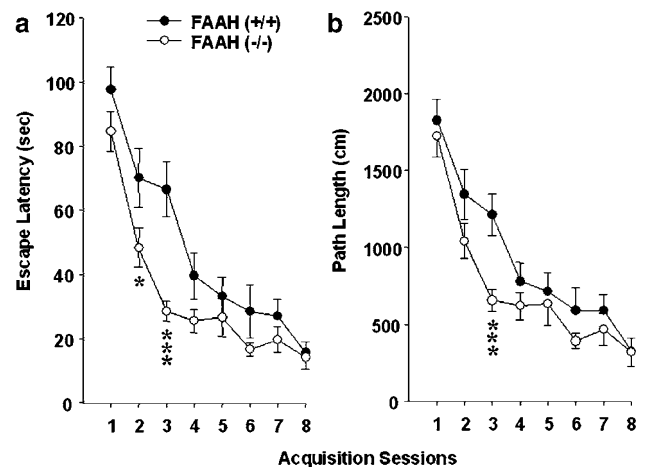 a
FAAH (+/+)
FAAH (-/-)
Escape Latency (sec)
120
100
80
60
40
20
0
*
***
1 2 3 4 5 6 7 8
b
Path Length (cm)
2500
2000
1500
1000
500
0
***
1 2 3 4 5 6 7 8
Acquisition Sessions